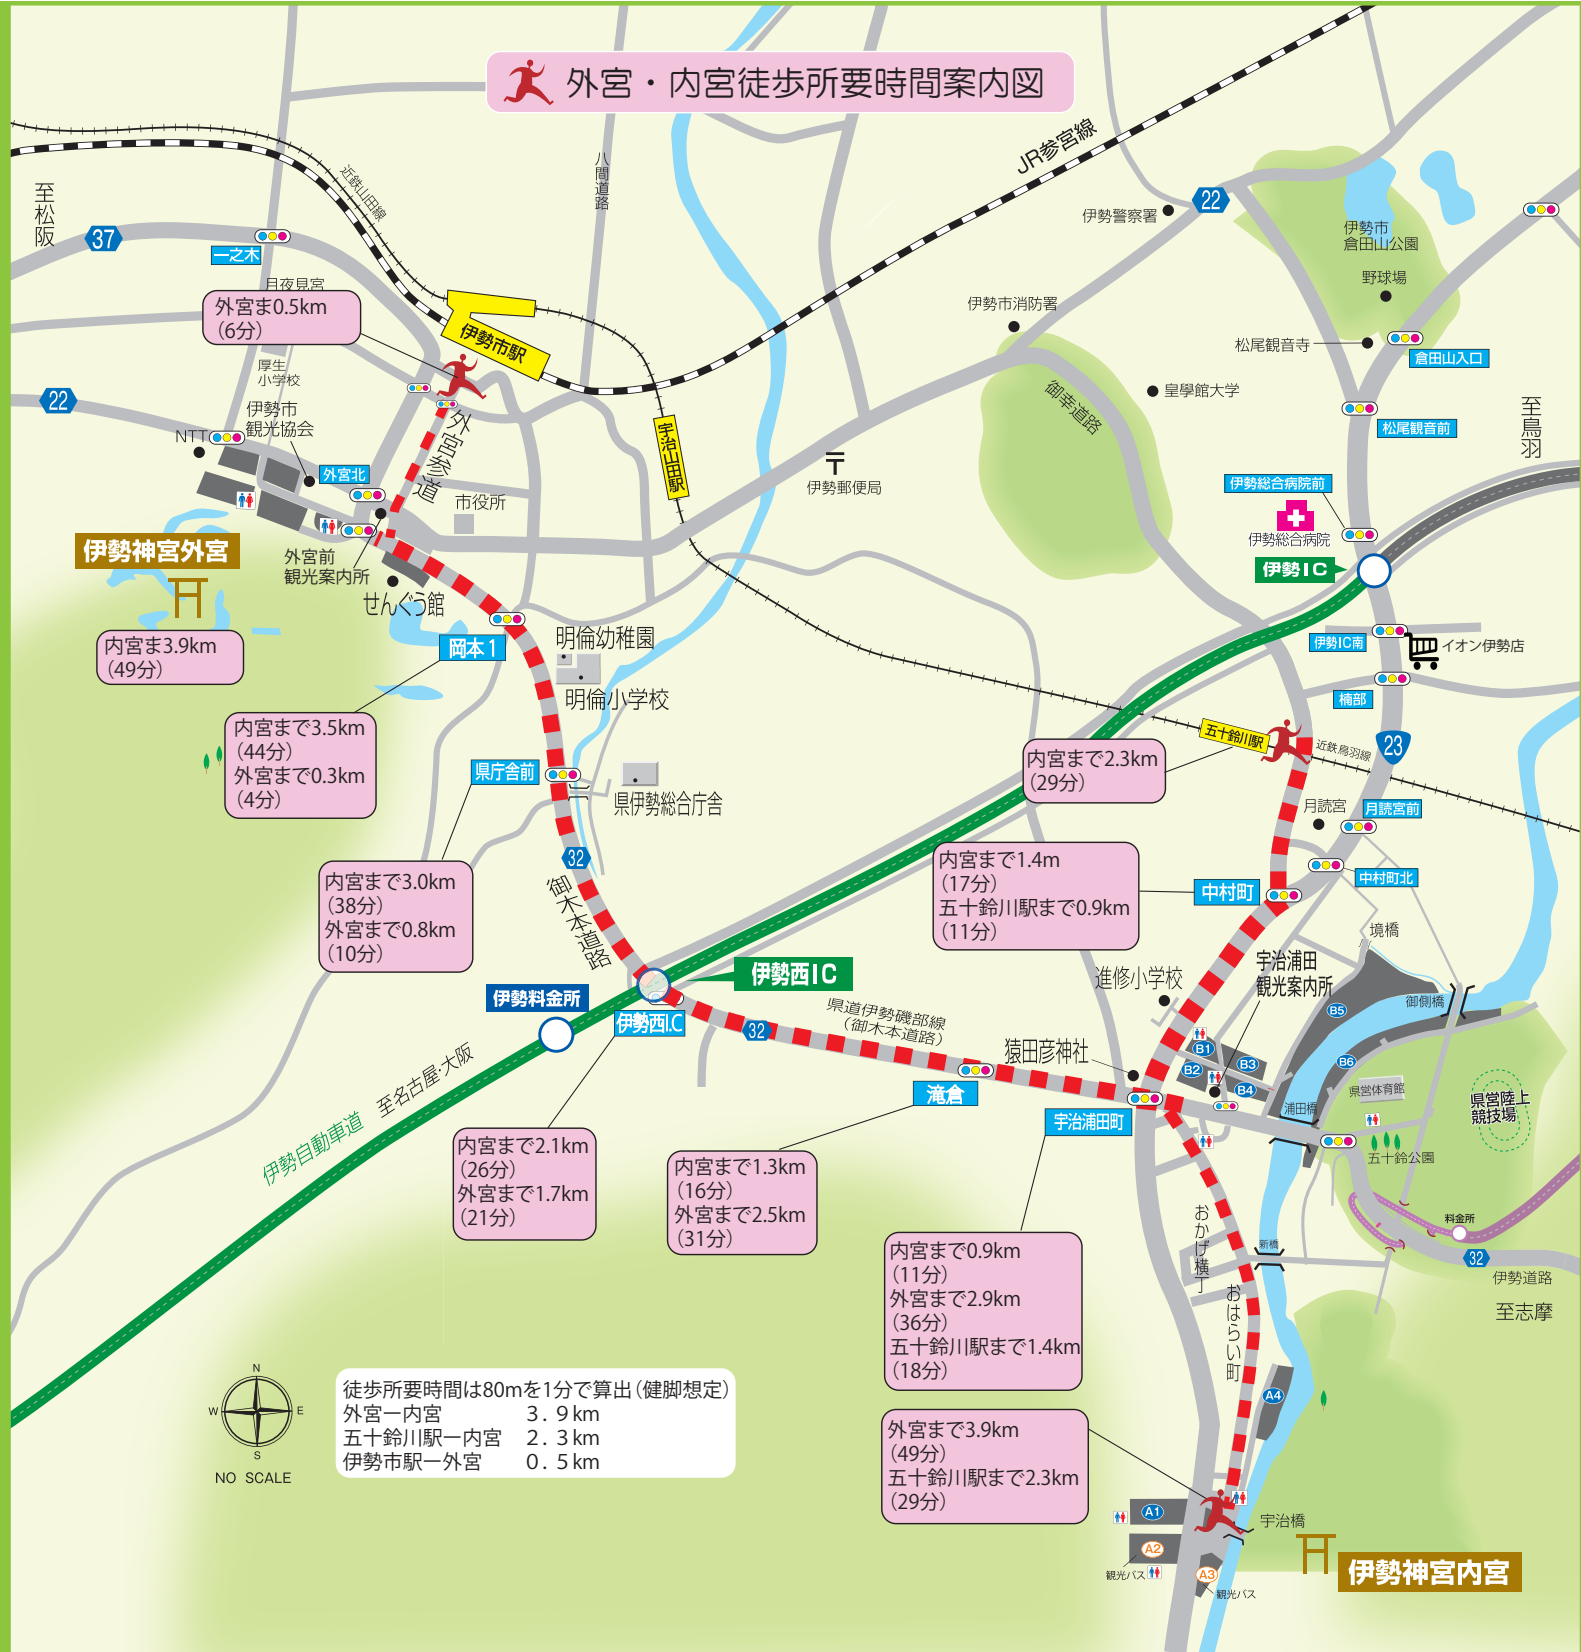 外宮・内宮徒歩所要時間案内図
JR参宮線
近鉄山田線
八間道路
至松阪
37
一之木
月夜見宮
外宮ま0.5km
(6分)
伊勢市駅
厚生
小学校
22
NTT
伊勢市
観光協会
外宮北
外宮参道
市役所
宇治山田駅
伊勢神宮外宮
外宮前
観光案内所
せんぐう館
内宮ま3.9km
(49分)
岡本1
明倫幼稚園
明倫小学校
内宮まで3.5km
(44分)
外宮まで0.3km
(4分)
県庁舎前
県伊勢総合庁舎
32
御木本道路
内宮まで3.0km
(38分)
外宮まで0.8km
(10分)
伊勢警察署
22
伊勢市
倉田山公園
野球場
伊勢市消防署
松尾観音寺
倉田山入口
御幸道路
皇學館大学
松尾観音前
至鳥羽
伊勢郵便局
伊勢総合病院前
伊勢総合病院
伊勢IC
伊勢IC南
イオン伊勢店
楠部
23
五十鈴川駅
近鉄鳥羽線
内宮まで2.3km
(29分)
月読宮
月読宮前
中村町北
内宮まで1.4m
(17分)
五十鈴川駅まで0.9km
(11分)
中村町
境橋
宇治浦田
観光案内所
進修小学校
御側橋
B5
B6
B1
B2
B3
B4
伊勢西IC
伊勢料金所
伊勢西I.C
32
県道伊勢磯部線
(御木本道路)
猿田彦神社
滝倉
宇治浦田町
浦田橋
県営体育館
県営陸上
競技場
五十鈴公園
至名古屋・大阪
伊勢自動車道
内宮まで2.1km
(26分)
外宮まで1.7km
(21分)
内宮まで1.3km
(16分)
外宮まで2.5km
(31分)
おかげ横丁
新橋
料金所
32
伊勢道路
至志摩
内宮まで0.9km
(11分)
外宮まで2.9km
(36分)
五十鈴川駅まで1.4km
(18分)
おはらい町
A4
外宮まで3.9km
(49分)
五十鈴川駅まで2.3km
(29分)
N
W
E
S
NO SCALE
徒歩所要時間は80mを1分で算出(健脚想定)
外宮ー内宮 3．9km
五十鈴川駅ー内宮 2．3km
伊勢市駅ー外宮 0．5km
A1
A2
観光バス
A3
観光バス
宇治橋
伊勢神宮内宮